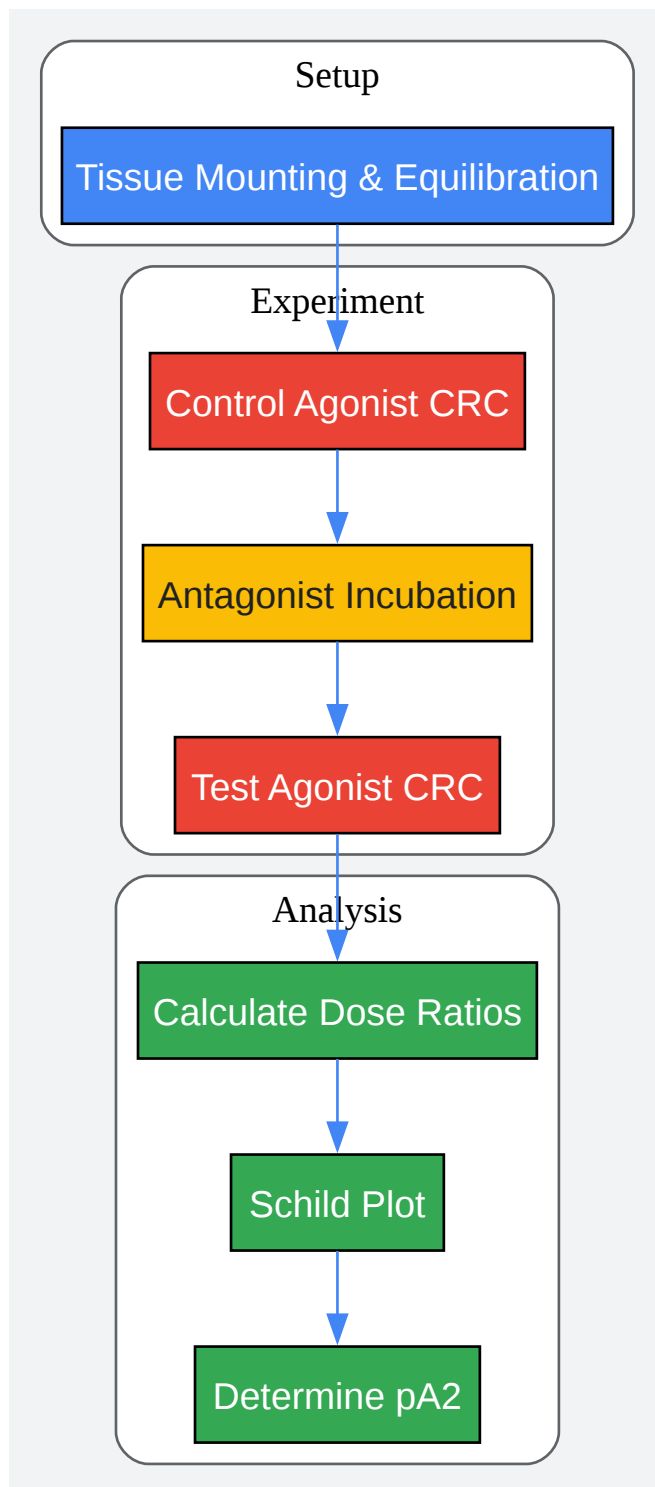 Setup
Tissue Mounting & Equilibration
Experiment
Control Agonist CRC
Antagonist Incubation
Test Agonist CRC
Analysis
Calculate Dose Ratios
Schild Plot
Determine pA2